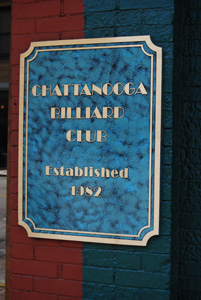 CHATTANOOGA
BILLIARD
CLUB
Established
1982